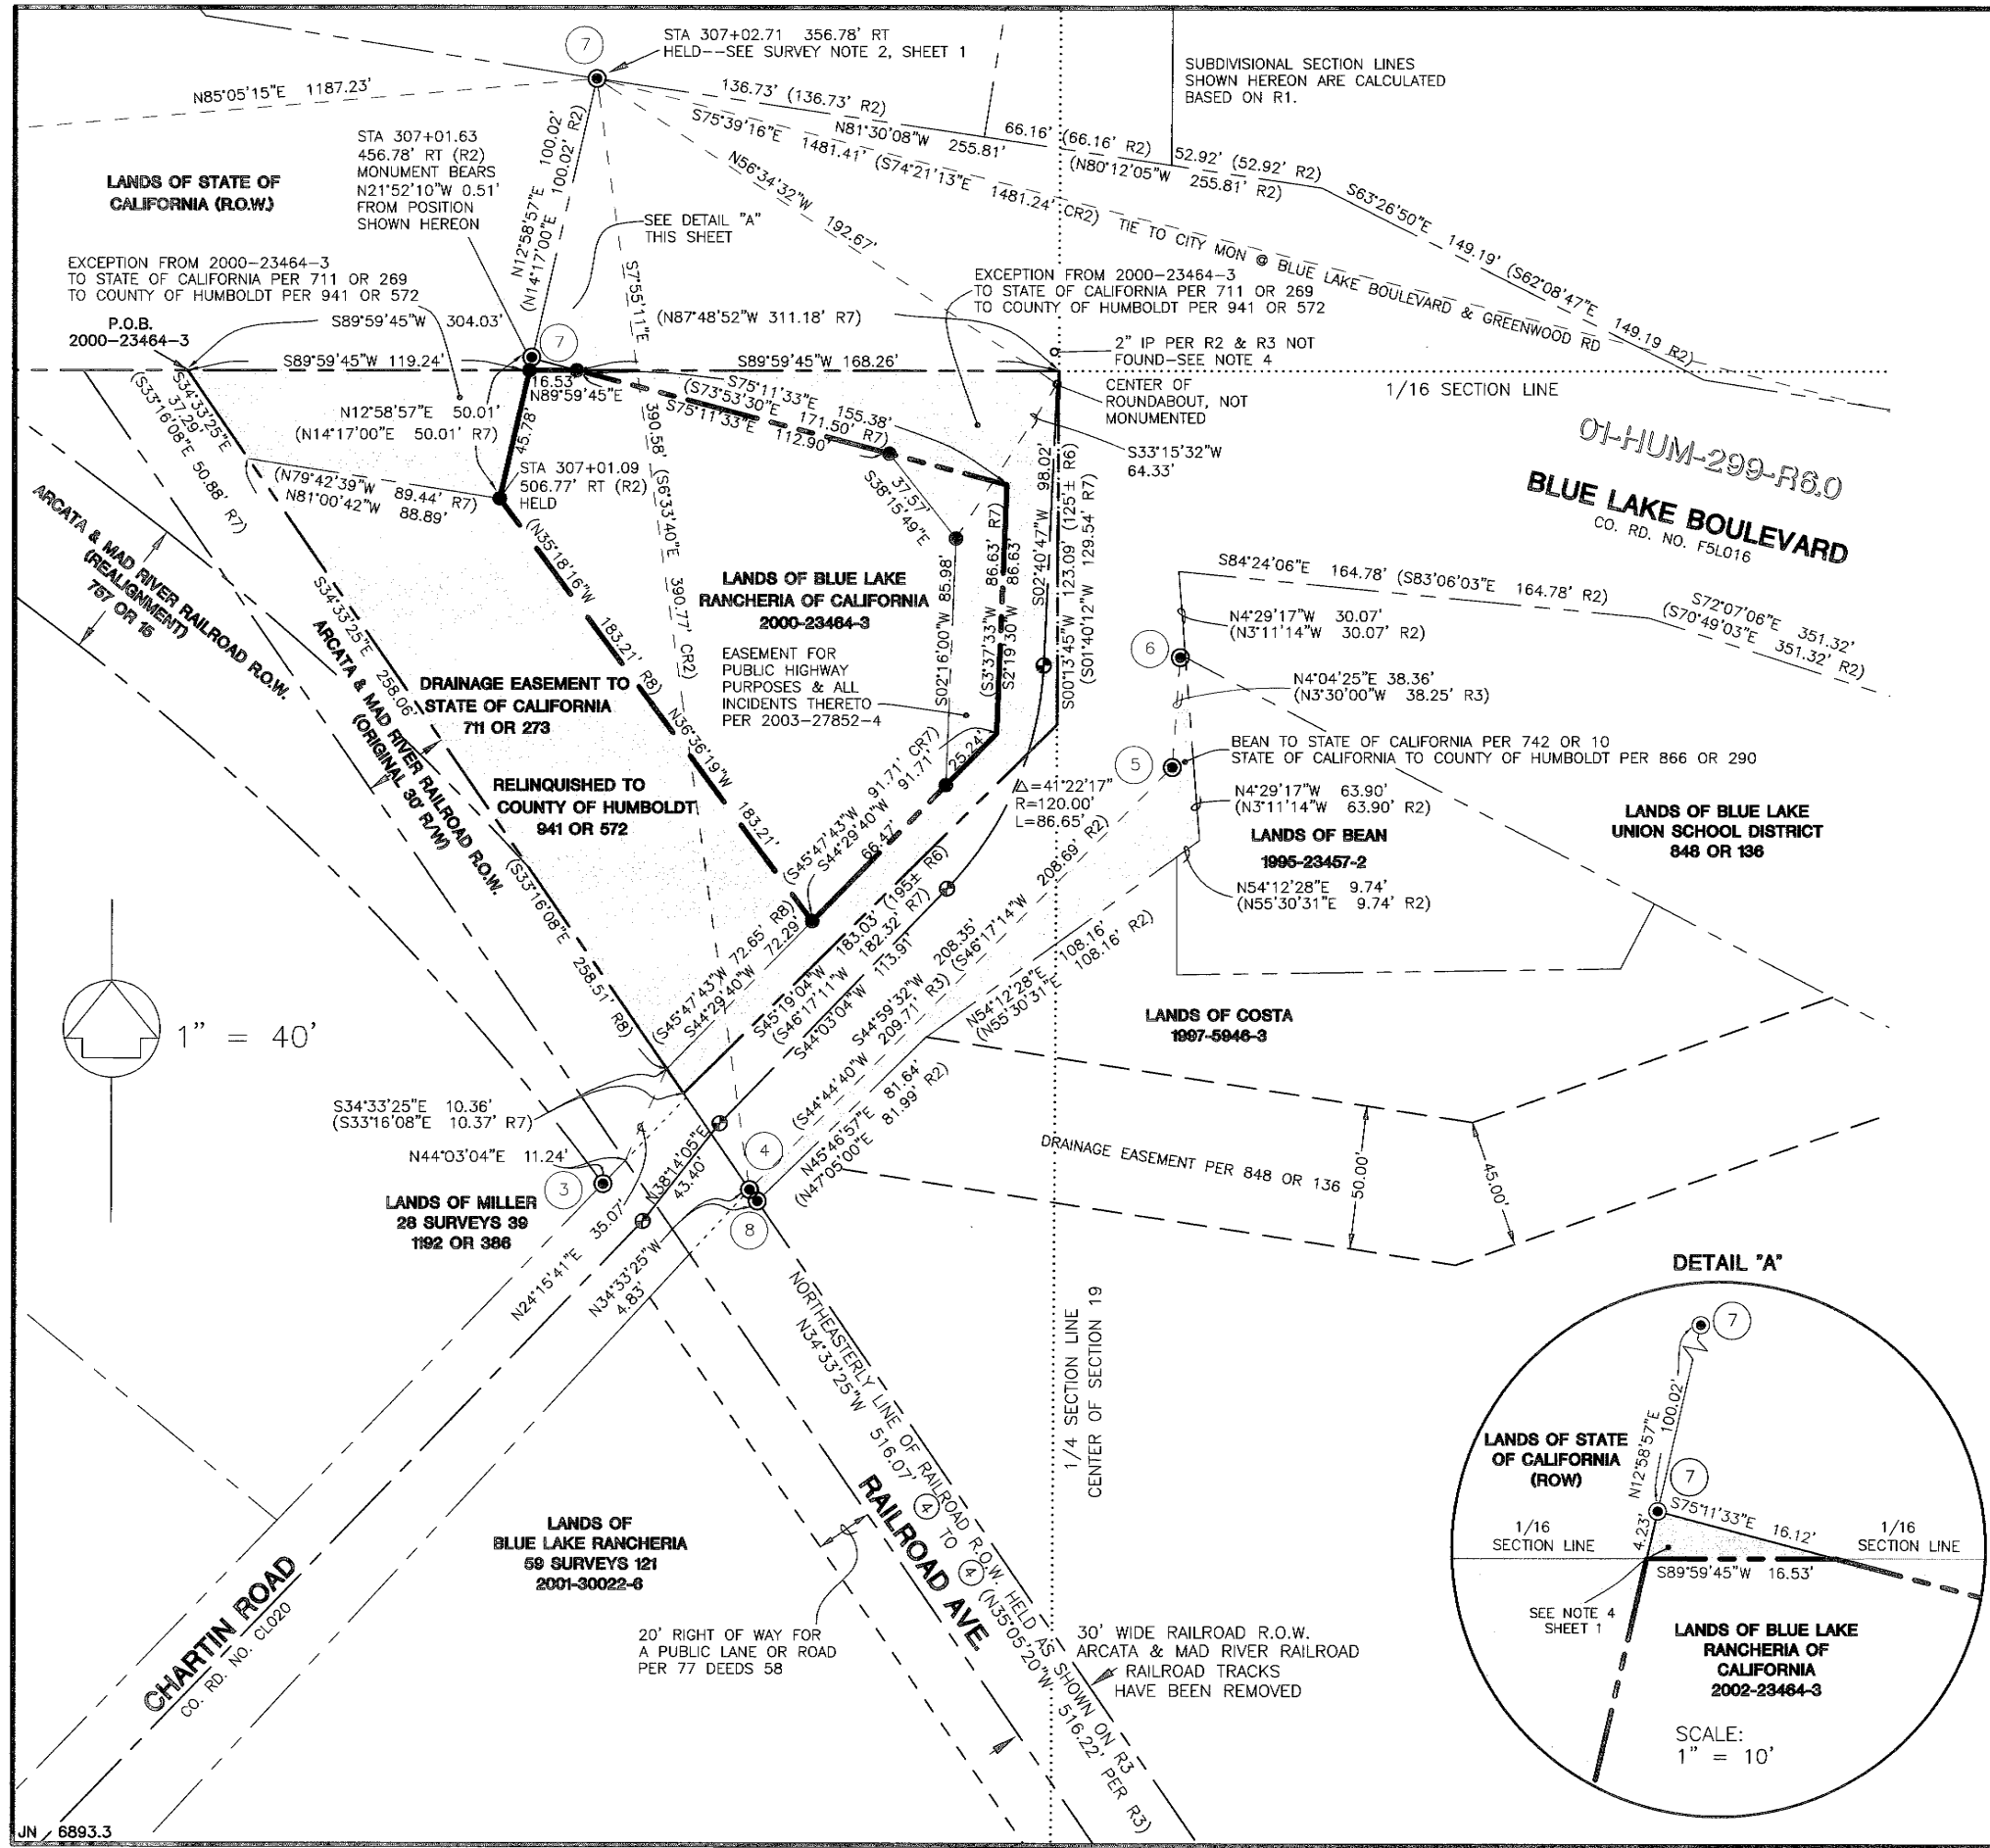 7
STA 307+02.71 356.78' RT
HELD--SEE SURVEY NOTE 2, SHEET 1
SUBDIVISIONAL SECTION LINES
SHOWN HEREON ARE CALCULATED
BASED ON R1.
N85°05'15"E 1187.23'
136.73' (136.73' R2)
S75°39'16"E 1481.41' (S74°21'13"E 1481.24' CR2) TIE TO CITY MON @ BLUE LAKE BOULEVARD & GREENWOOD RD
N81°30'08"W 255.81'
(N80°12'05"W 255.81' R2)
66.16' (66.16' R2)
52.92' (52.92' R2)
S63°26'50"E 149.19' (S62°08'47"E 149.19 R2)
N56°34'32"W 192.67'
STA 307+01.63
456.78' RT (R2)
MONUMENT BEARS
N21°52'10"W 0.51'
FROM POSITION
SHOWN HEREON
N12°58'57"E 100.02'
(N14°17'00"E 100.02' R2)
SEE DETAIL "A"
THIS SHEET
LANDS OF STATE OF
CALIFORNIA (R.O.W.)
EXCEPTION FROM 2000-23464-3
TO STATE OF CALIFORNIA PER 711 OR 269
TO COUNTY OF HUMBOLDT PER 941 OR 572
P.O.B.
2000-23464-3
S89°59'45"W 304.03'
(N87°48'52"W 311.18' R7)
EXCEPTION FROM 2000-23464-3
TO STATE OF CALIFORNIA PER 711 OR 269
TO COUNTY OF HUMBOLDT PER 941 OR 572
7
S89°59'45"W 119.24'
S89°59'45"W 168.26'
2" IP PER R2 & R3 NOT
FOUND-SEE NOTE 4
CENTER OF
ROUNDABOUT, NOT
MONUMENTED
1/16 SECTION LINE
16.53'
N89°59'45"E
S75°11'33"E 155.38'
(S73°53'30"E 171.50' R7)
S75°11'33"E 112.90'
S33°15'32"W
64.33'
N12°58'57"E 50.01'
(N14°17'00"E 50.01' R7)
45.78'
S7°55'11"E 390.58' (S6°33'40"E 390.77' CR2)
STA 307+01.09
506.77' RT (R2)
HELD
S34°33'25"E
37.29'
(S33°16'08"E 50.88' R7)
(N79°42'39"W 89.44' R7)
N81°00'42"W 88.89'
37.57'
S38°15'49"E
01-HUM-299-R6.0
BLUE LAKE BOULEVARD
CO. RD. NO. F5L016
ARCATA & MAD RIVER RAILROAD R.O.W.
(REALIGNMENT)
757 OR 15
S34°33'25"E 258.06'
(S33°16'08"E 258.51' R8)
ARCATA & MAD RIVER RAILROAD R.O.W.
(ORIGINAL 30' R/W)
(N35°18'16"W 183.21' R8)
N36°36'19"W 183.21'
LANDS OF BLUE LAKE
RANCHERIA OF CALIFORNIA
2000-23464-3
EASEMENT FOR
PUBLIC HIGHWAY
PURPOSES & ALL
INCIDENTS THERETO
PER 2003-27852-4
S02°16'00"W 85.98'
(S3°37'33"W 86.63' R7)
S2°19'30"W 86.63'
S02°40'47"W 98.02'
S00°13'45"W 123.09' (125'± R6)
(S01°40'12"W 129.54' R7)
S84°24'06"E 164.78' (S83°06'03"E 164.78' R2)
S72°07'06"E 351.32'
(S70°49'03"E 351.32' R2)
N4°29'17"W 30.07'
(N3°11'14"W 30.07' R2)
6
N4°04'25"E 38.36'
(N3°30'00"W 38.25' R3)
DRAINAGE EASEMENT TO
STATE OF CALIFORNIA
711 OR 273
RELINQUISHED TO
COUNTY OF HUMBOLDT
941 OR 572
5
BEAN TO STATE OF CALIFORNIA PER 742 OR 10
STATE OF CALIFORNIA TO COUNTY OF HUMBOLDT PER 866 OR 290
N4°29'17"W 63.90'
(N3°11'14"W 63.90' R2)
LANDS OF BEAN
1995-23457-2
LANDS OF BLUE LAKE
UNION SCHOOL DISTRICT
848 OR 136
N54°12'28"E 9.74'
(N55°30'31"E 9.74' R2)
25.24'
Δ=41°22'17"
R=120.00'
L=86.65'
(S45°47'43"W 91.71' CR7)
S44°29'40"W 91.71'
66.47'
(S45°47'43"W 72.65' R8)
S44°29'40"W 72.29'
S45°19'04"W 183.03' (195± R6)
(S46°17'11"W 182.32' R7)
S44°03'04"W 113.91'
S44°59'32"W 208.35'
(S44°44'40"W 209.71' R3) (S46°17'14"W 208.69' R2)
N54°12'28"E 108.16'
(N55°30'31"E 108.16' R2)
N45°46'57"E 81.64'
(N47°05'00"E 81.99' R2)
1" = 40'
LANDS OF COSTA
1997-5946-3
S34°33'25"E 10.36'
(S33°16'08"E 10.37' R7)
N44°03'04"E 11.24'
3
4
8
LANDS OF MILLER
28 SURVEYS 39
1192 OR 386
N38°14'05"E
43.40'
N24°15'41"E 35.07'
N34°33'25"W
4.83'
DRAINAGE EASEMENT PER 848 OR 136
50.00'
45.00'
1/4 SECTION LINE
CENTER OF SECTION 19
NORTHEASTERLY LINE OF RAILROAD R.O.W. HELD AS SHOWN ON R3
N34°33'25"W 516.07' 4 TO 4 (N35°05'20"W 516.22' PER R3)
RAILROAD AVE.
LANDS OF
BLUE LAKE RANCHERIA
59 SURVEYS 121
2001-30022-6
20' RIGHT OF WAY FOR
A PUBLIC LANE OR ROAD
PER 77 DEEDS 58
30' WIDE RAILROAD R.O.W.
ARCATA & MAD RIVER RAILROAD
RAILROAD TRACKS
HAVE BEEN REMOVED
CHARTIN ROAD
CO. RD. NO. CL020
DETAIL "A"
7
N12°58'57"E
100.02'
LANDS OF STATE
OF CALIFORNIA
(ROW)
7
4.23'
S75°11'33"E 16.12'
1/16
SECTION LINE
1/16
SECTION LINE
S89°59'45"W 16.53'
SEE NOTE 4
SHEET 1
LANDS OF BLUE LAKE
RANCHERIA OF
CALIFORNIA
2002-23464-3
SCALE:
1" = 10'
JN 6893.3